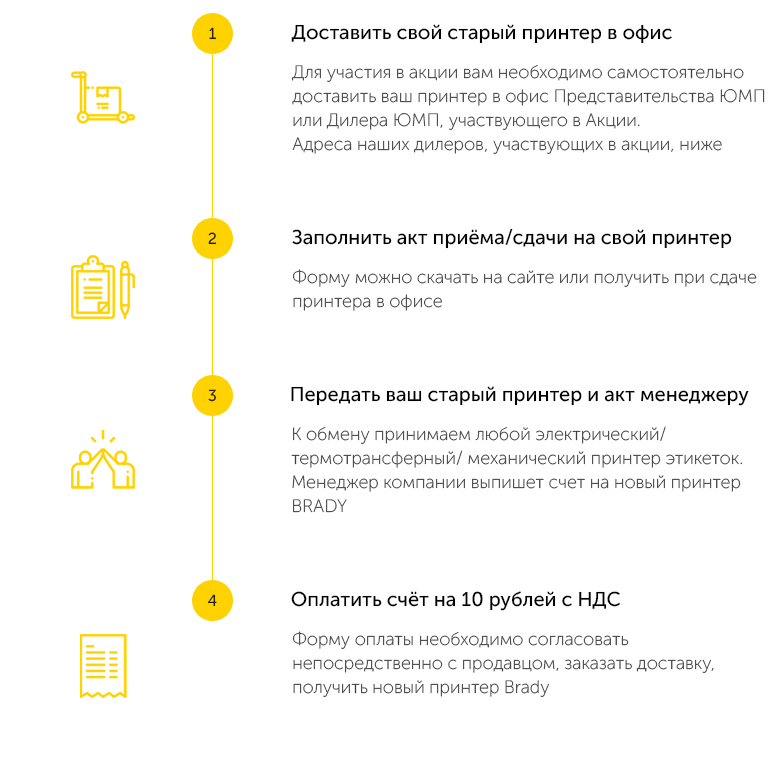 1
Доставить свой старый принтер в офис
Для участия в акции вам необходимо самостоятельно
доставить ваш принтер в офис Представительства ЮМП
или Дилера ЮМП, участвующего в Акции.
Адреса наших дилеров, участвующих в акции, ниже
2
Заполнить акт приёма/сдачи на свой принтер
Форму можно скачать на сайте или получить при сдаче
принтера в офисе
3
Передать ваш старый принтер и акт менеджеру
К обмену принимаем любой электрический/
термотрансферный/ механический принтер этикеток.
Менеджер компании выпишет счет на новый принтер
BRADY
4
Оплатить счёт на 10 рублей с НДС
Форму оплаты необходимо согласовать
непосредственно с продавцом, заказать доставку,
получить новый принтер Brady